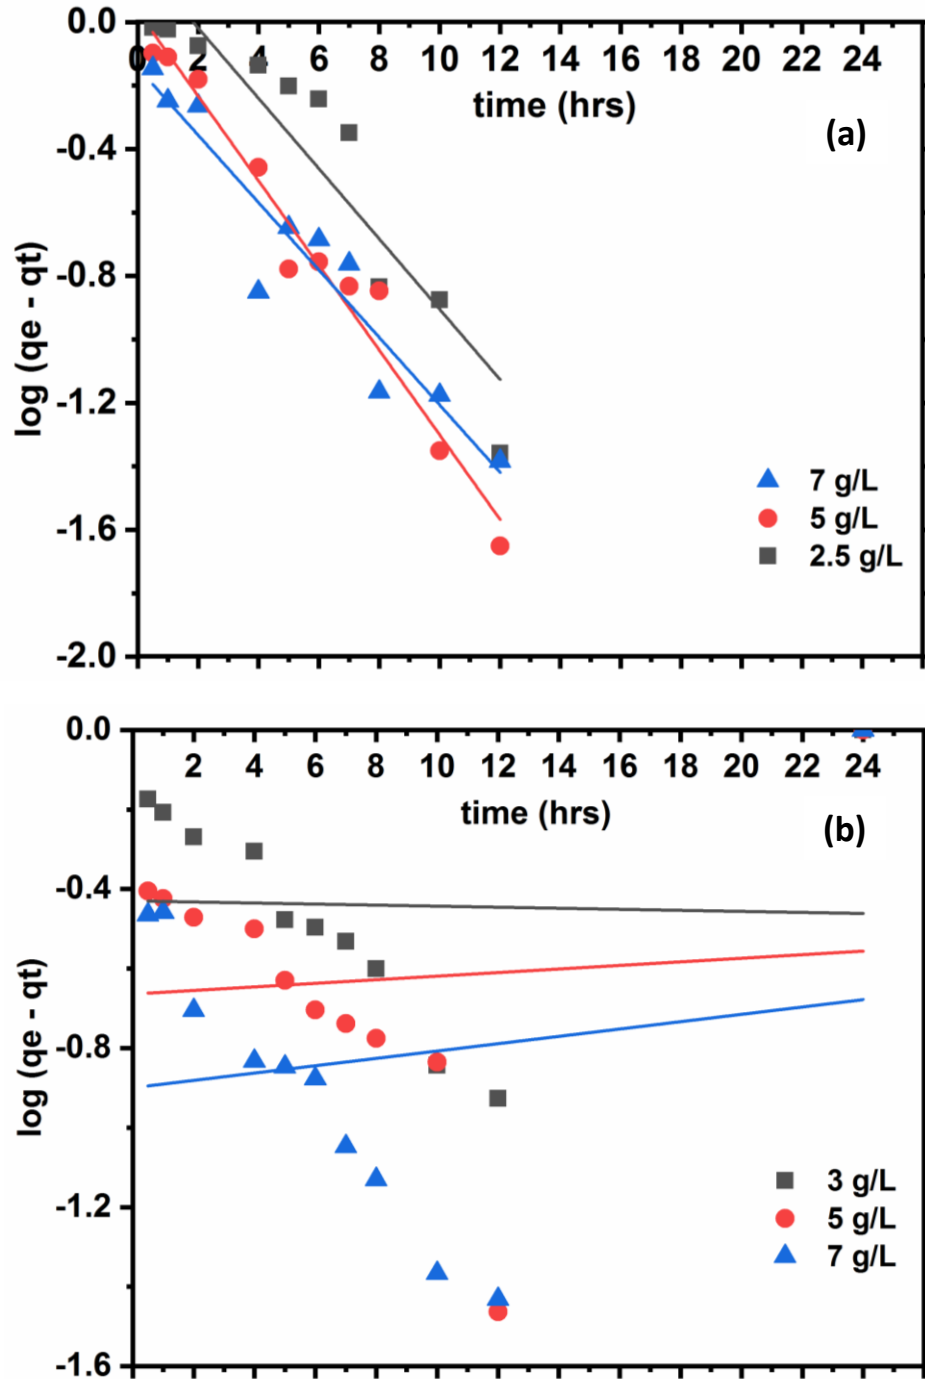 0.0
0 2 4 6 8 10 12 14 16 18 20 22 24
time (hrs)
(a)
-0.4
-0.8
-1.2
-1.6
-2.0
log (qe - qt)
7 g/L
5 g/L
2.5 g/L
0.0
2 4 6 8 10 12 14 16 18 20 22 24
time (hrs)
(b)
-0.4
-0.8
-1.2
-1.6
log (qe - qt)
3 g/L
5 g/L
7 g/L